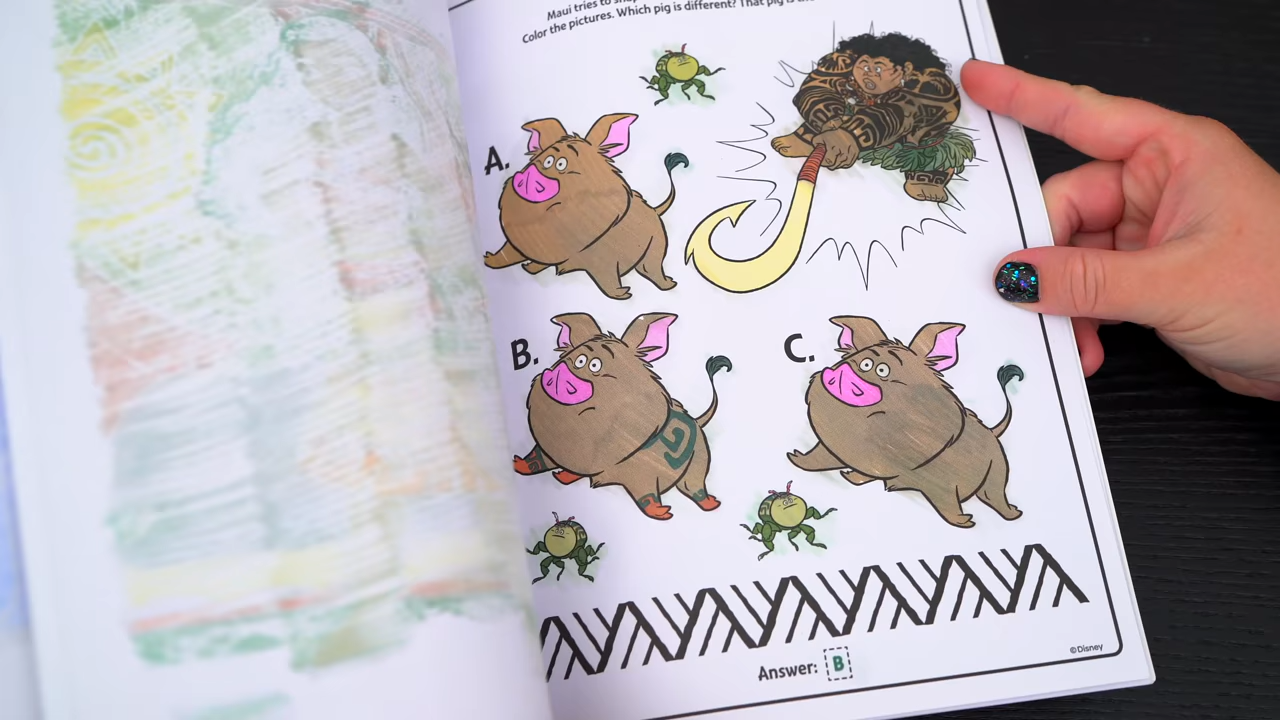 Maui tries to
Color the pictures. Which pig is different? That pig is
A.
B.
C.
Answer: B
©Disney